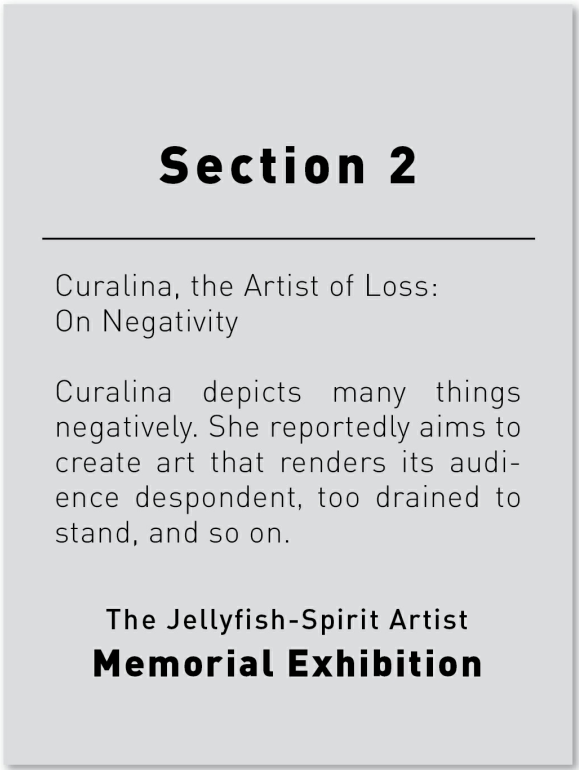 Section 2
Curalina, the Artist of Loss:
On Negativity
Curalina depicts many things
negatively. She reportedly aims to
create art that renders its audi-
ence despondent, too drained to
stand, and so on.
The Jellyfish-Spirit Artist
Memorial Exhibition